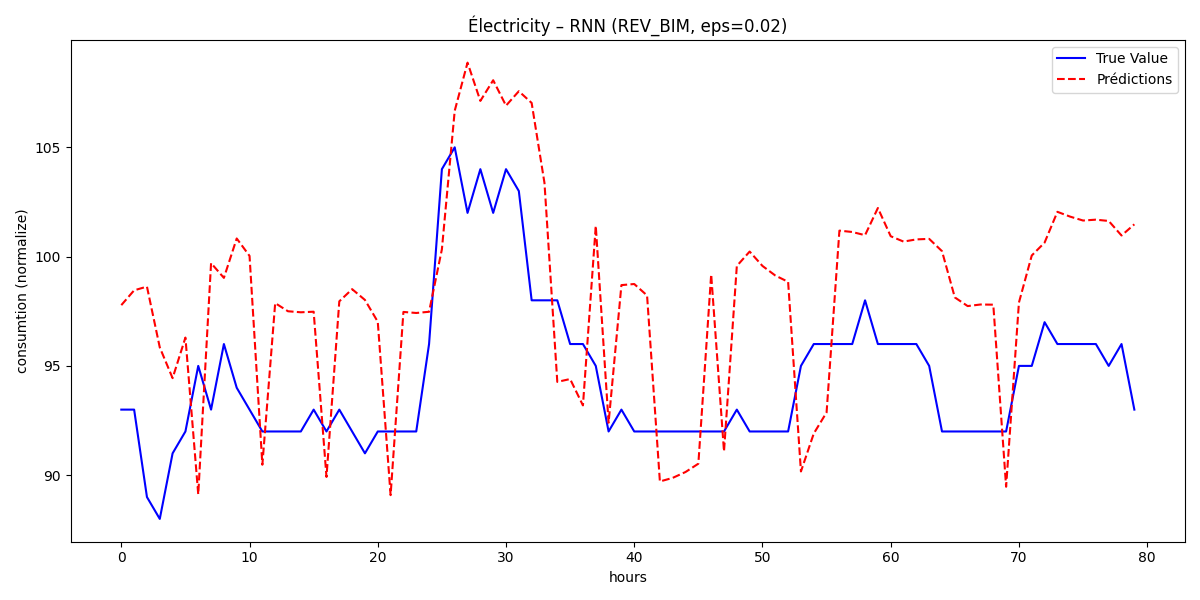 Électricity – RNN (REV_BIM, eps=0.02)
True Value
Prédictions
consumtion (normalize)
105
100
95
90
0 10 20 30 40 50 60 70 80
hours